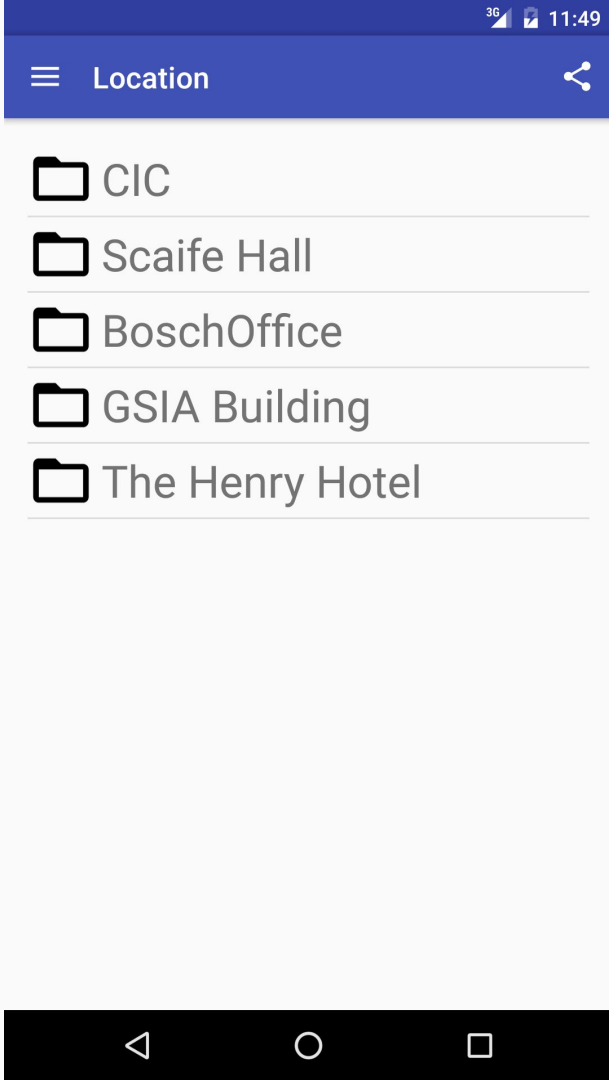 3G 11:49
Location
CIC
Scaife Hall
BoschOffice
GSIA Building
The Henry Hotel